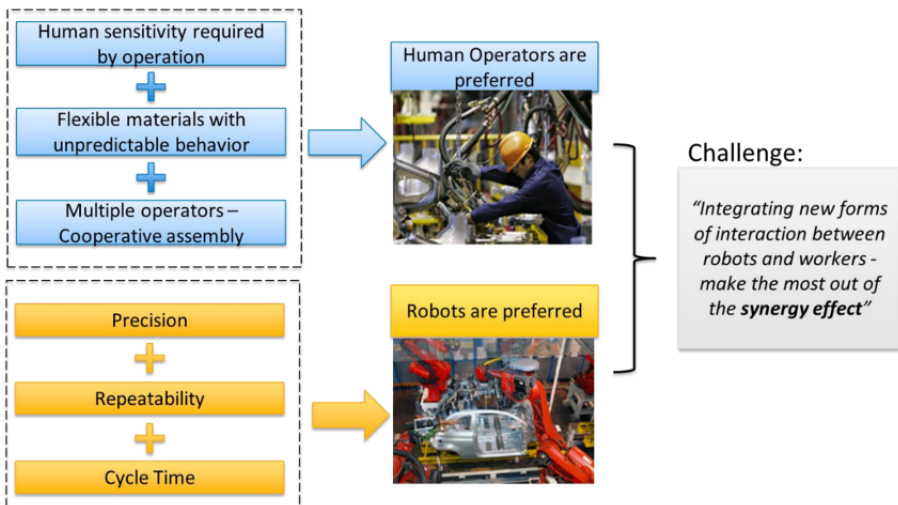 Human sensitivity required
by operation
Flexible materials with
unpredictable behavior
Multiple operators –
Cooperative assembly
Human Operators are
preferred
Precision
Repeatability
Cycle Time
Robots are preferred
Challenge:
“Integrating new forms
of interaction between
robots and workers -
make the most out of
the synergy effect”